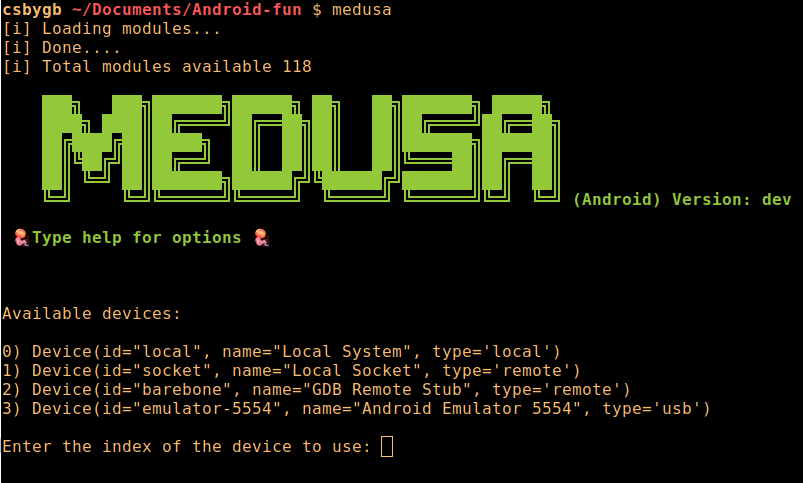 csbygb ~/Documents/Android-fun $ medusa
[i] Loading modules...
[i] Done....
[i] Total modules available 118
MEDUSA (Android) Version: dev
🪼Type help for options 🪼
Available devices:
0) Device(id="local", name="Local System", type='local')
1) Device(id="socket", name="Local Socket", type='remote')
2) Device(id="barebone", name="GDB Remote Stub", type='remote')
3) Device(id="emulator-5554", name="Android Emulator 5554", type='usb')
Enter the index of the device to use: